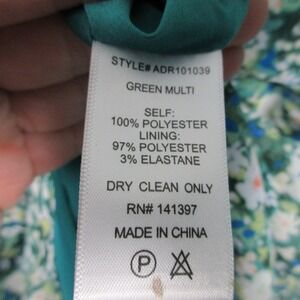 STYLE# ADR101039
GREEN MULTI
SELF:
100% POLYESTER
LINING:
97% POLYESTER
3% ELASTANE
DRY CLEAN ONLY
RN# 141397
MADE IN CHINA
P